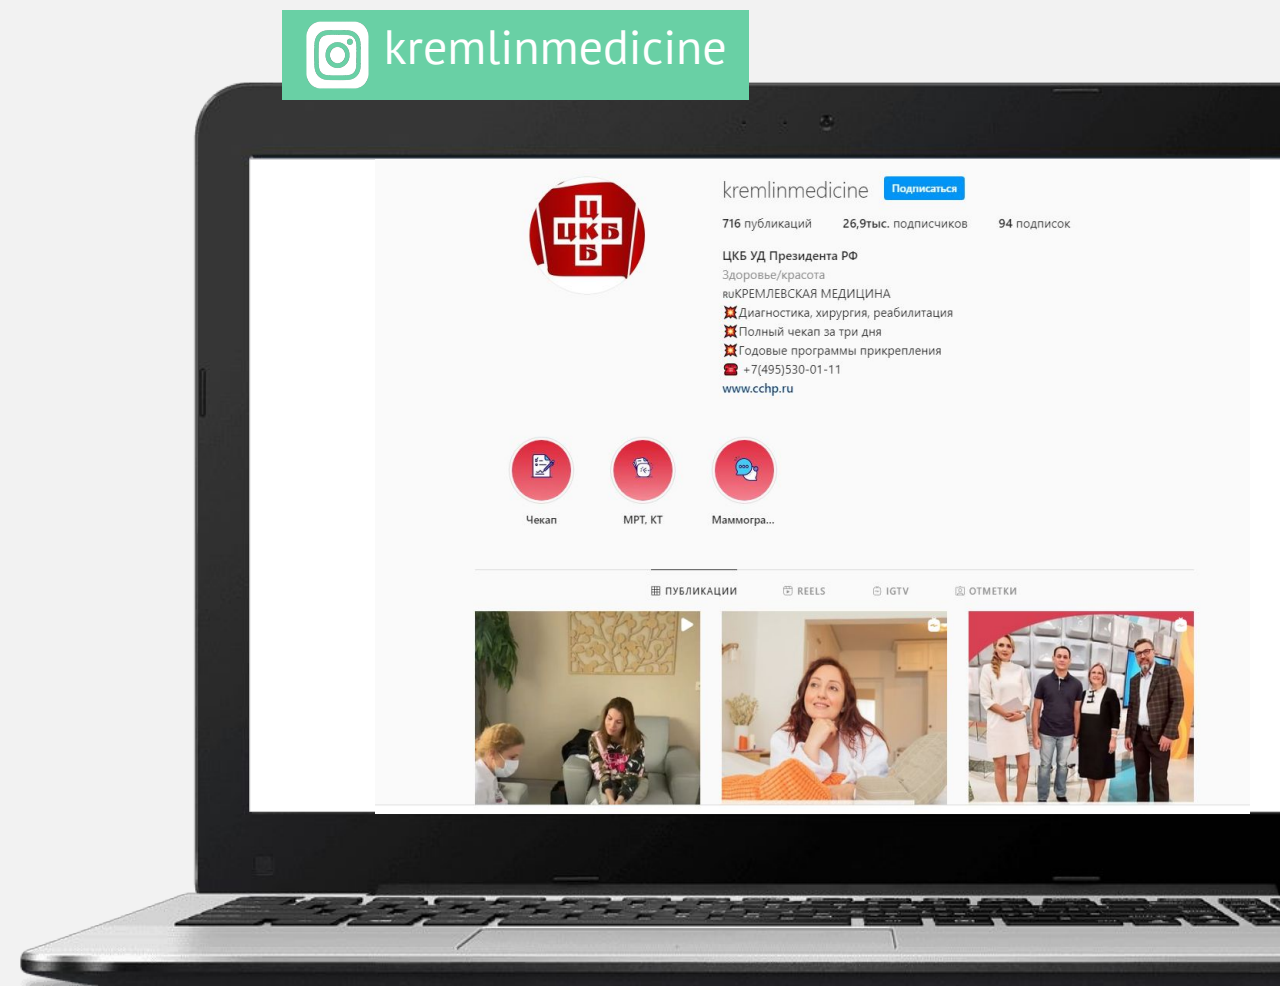 kremlinmedicine
kremlinmedicine Подписаться
716 публикаций 26,9тыс. подписчиков 94 подписок
Ц
ЦКБ
Б
ЦКБ УД Президента РФ
Здоровье/красота
RUКРЕМЛЕВСКАЯ МЕДИЦИНА
💥Диагностика, хирургия, реабилитация
💥Полный чекап за три дня
💥Годовые программы прикрепления
☎️ +7(495)530-01-11
www.cchp.ru
Чекап МРТ, КТ Маммогра...
ПУБЛИКАЦИИ REELS IGTV ОТМЕТКИ